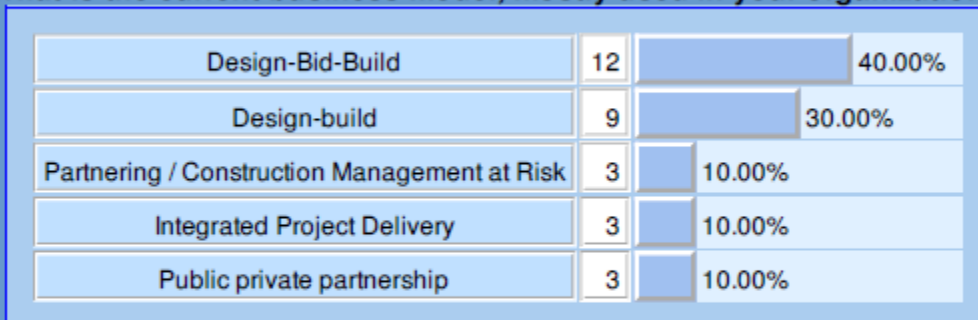 Design-Bid-Build 12 40.00%
Design-build 9 30.00%
Partnering / Construction Management at Risk 3 10.00%
Integrated Project Delivery 3 10.00%
Public private partnership 3 10.00%